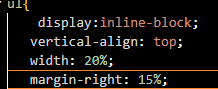 ul{
display:inline-block;
vertical-align: top;
width: 20%;
margin-right: 15%;